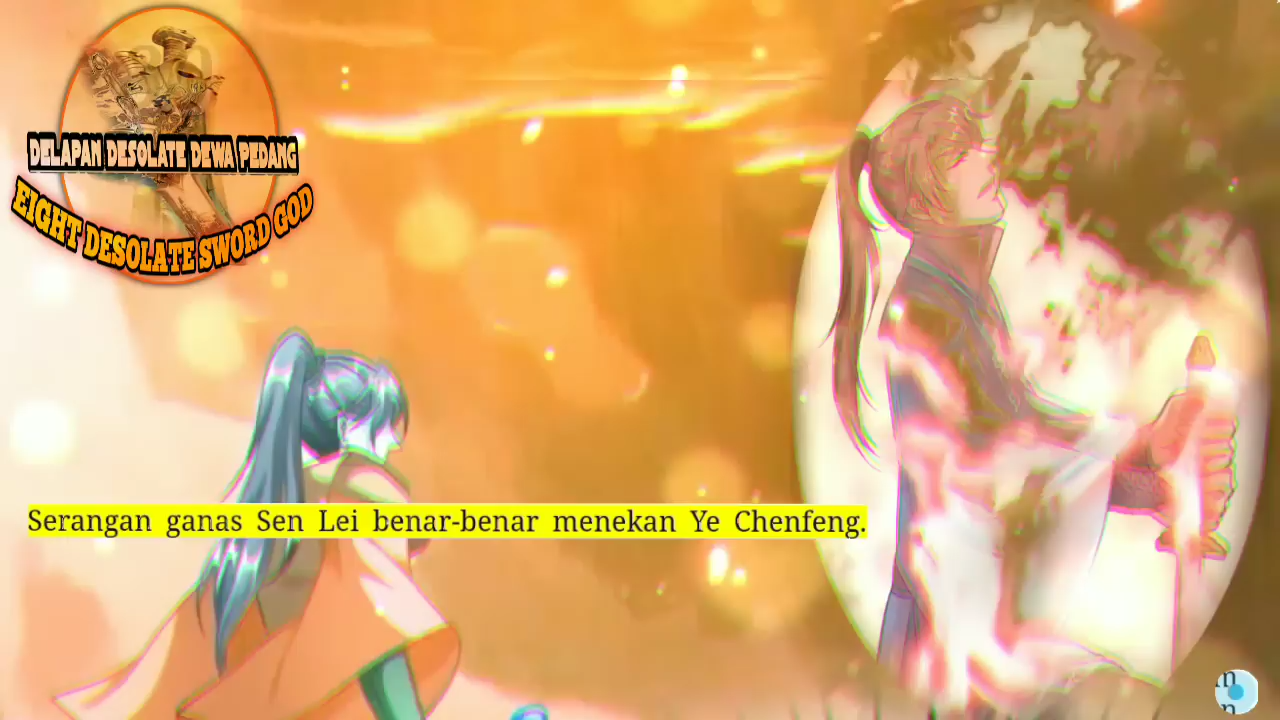 DELAPAN DESOLATE DEWA PEDANG
EIGHT DESOLATE SWORD GOD
Serangan ganas Sen Lei benar-benar menekan Ye Chenfeng.